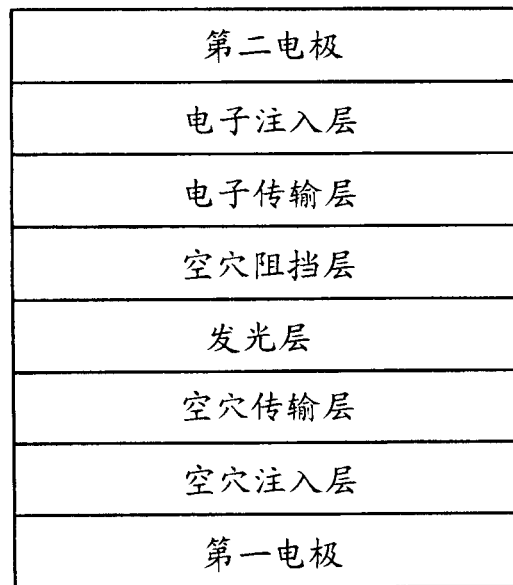 第二电极
电子注入层
电子传输层
空穴阻挡层
发光层
空穴传输层
空穴注入层
第一电极